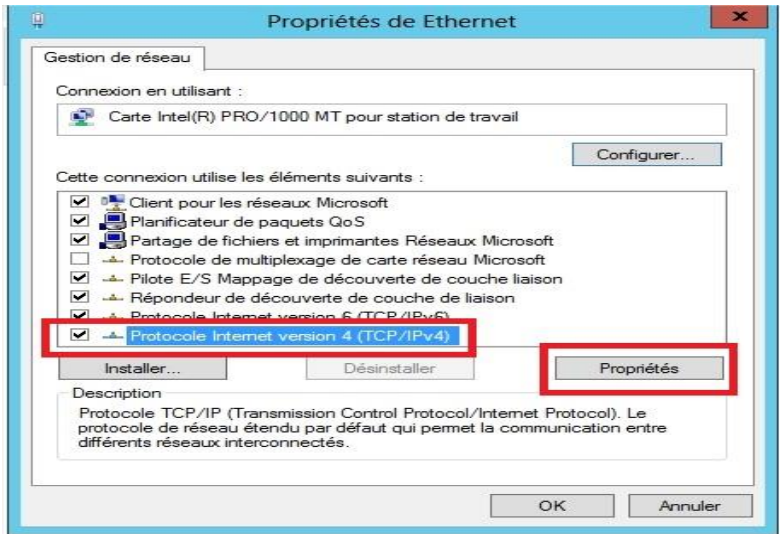 Propriétés de Ethernet
x
Gestion de réseau
Connexion en utilisant :
Carte Intel(R) PRO/1000 MT pour station de travail
Configurer...
Cette connexion utilise les éléments suivants :
Client pour les réseaux Microsoft
Planificateur de paquets QoS
Partage de fichiers et imprimantes Réseaux Microsoft
Protocole de multiplexage de carte réseau Microsoft
Pilote E/S Mappage de découverte de couche liaison
Répondeur de découverte de couche de liaison
Protocole Internet version 6 (TCP/IPv6)
Protocole Internet version 4 (TCP/IPv4)
Installer... Désinstaller Propriétés
Description
Protocole TCP/IP (Transmission Control Protocol/Internet Protocol). Le
protocole de réseau étendu par défaut qui permet la communication entre
différents réseaux interconnectés.
OK Annuler